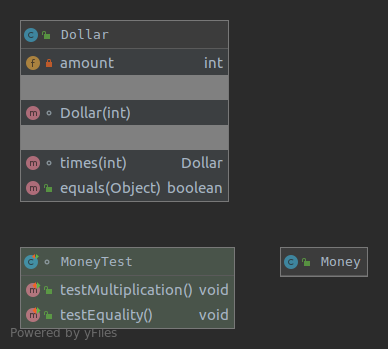 Dollar
amount int
Dollar(int)
times(int) Dollar
equals(Object) boolean
MoneyTest
testMultiplication() void
testEquality() void
Money
Powered by yFiles